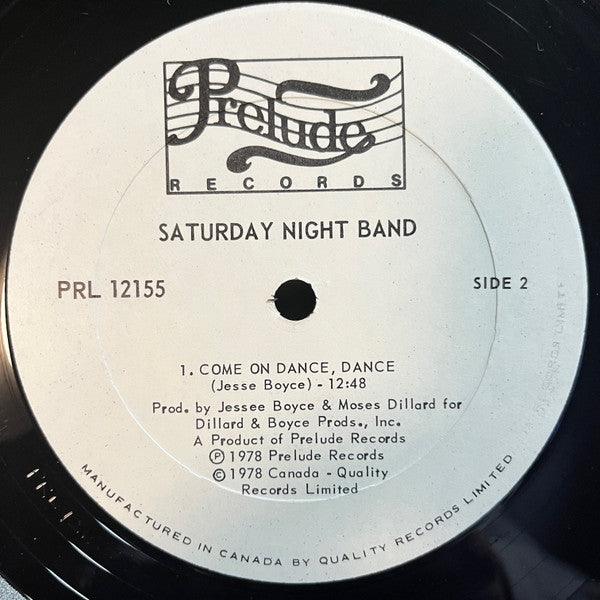 Prelude
RECORDS
SATURDAY NIGHT BAND
PRL 12155
SIDE 2
1. COME ON DANCE, DANCE
(Jesse Boyce) - 12:48
Prod. by Jessee Boyce & Moses Dillard for
Dillard & Boyce Prods., Inc.
A Product of Prelude Records
Ⓟ 1978 Prelude Records
© 1978 Canada - Quality
Records Limited
MANUFACTURED IN CANADA BY QUALITY RECORDS LIMITED